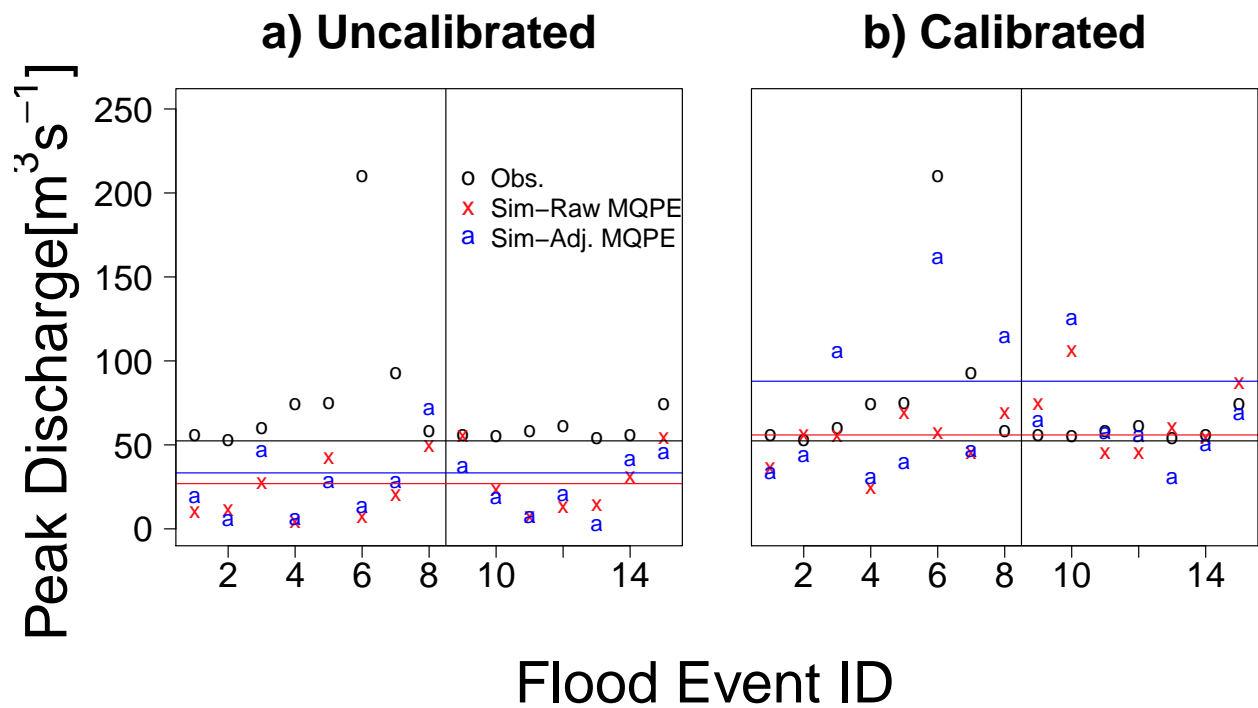 a) Uncalibrated
b) Calibrated
Peak Discharge[m³s⁻¹]
250
200
150
100
50
0
o Obs.
x Sim−Raw MQPE
a Sim−Adj. MQPE
2 4 6 8 10 14
2 4 6 8 10 14
Flood Event ID